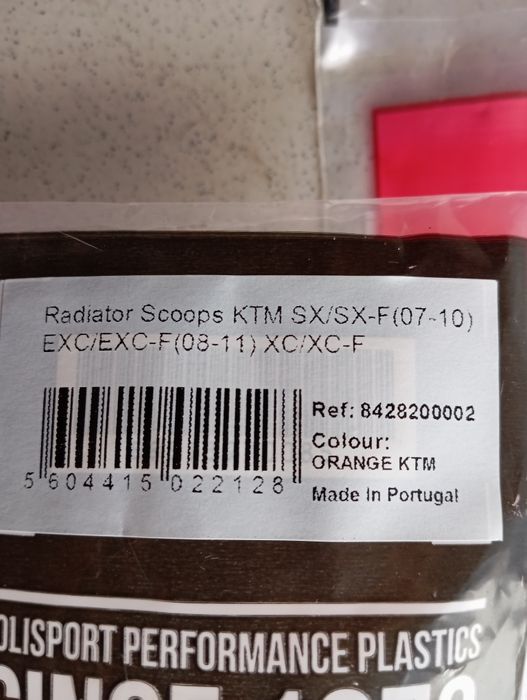 Radiator Scoops KTM SX/SX-F(07-10)
EXC/EXC-F(08-11) XC/XC-F
Ref: 8428200002
Colour:
ORANGE KTM
Made In Portugal
5 604415 022128
OLISPORT PERFORMANCE PLASTICS